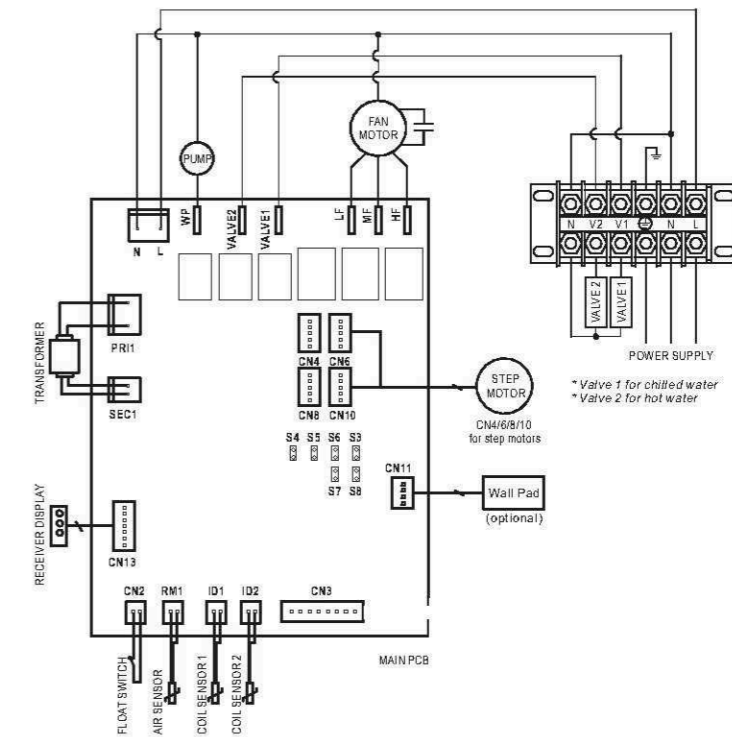 FAN
MOTOR
PUMP
WP
VALVE2
VALVE1
LF
MF
HF
N L
N V2 V1 N L
VALVE 2
VALVE 1
POWER SUPPLY
* Valve 1 for chilled water
* Valve 2 for hot water
TRANSFORMER
PRI1
SEC1
CN4 CN6
CN8 CN10
STEP
MOTOR
CN4/6/8/10
for step motors
S4 S5 S6 S3
S7 S8
CN11
Wall Pad
(optional)
RECEIVER DISPLAY
CN13
CN2 RM1 ID1 ID2 CN3
MAIN PCB
FLOAT SWITCH
AIR SENSOR
COIL SENSOR 1
COIL SENSOR 2